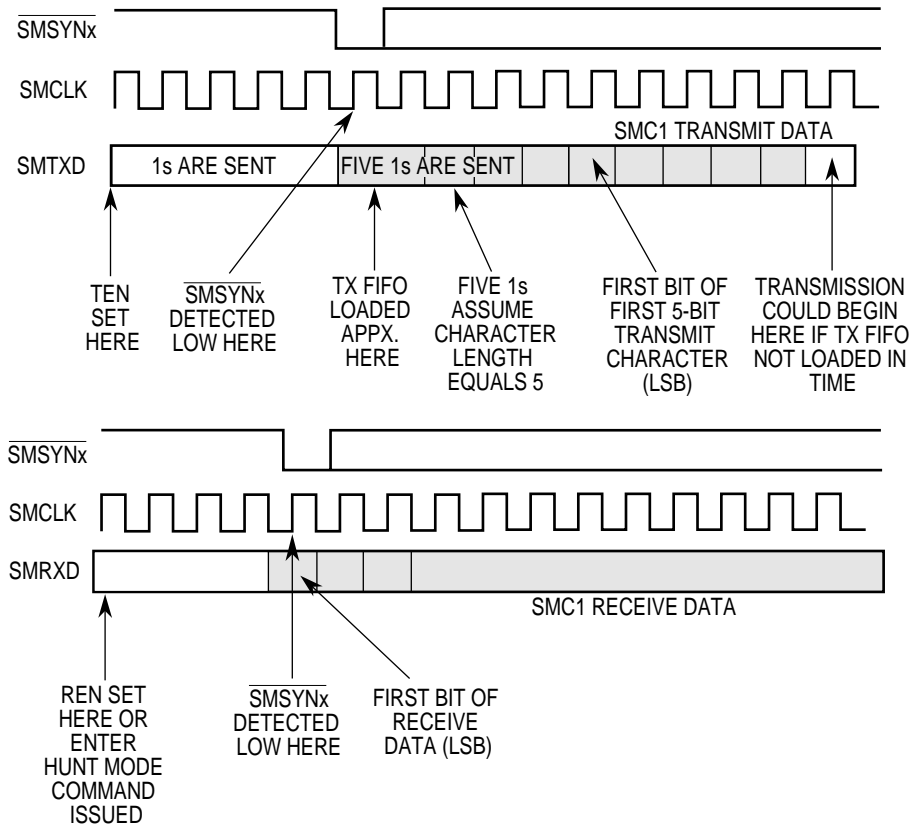 SMSYNx
SMCLK
SMC1 TRANSMIT DATA
SMTXD
1s ARE SENT
FIVE 1s ARE SENT
TEN
SET
HERE
SMSYNx
DETECTED
LOW HERE
TX FIFO
LOADED
APPX.
HERE
FIVE 1s
ASSUME
CHARACTER
LENGTH
EQUALS 5
FIRST BIT OF
FIRST 5-BIT
TRANSMIT
CHARACTER
(LSB)
TRANSMISSION
COULD BEGIN
HERE IF TX FIFO
NOT LOADED IN
TIME
SMSYNx
SMCLK
SMRXD
SMC1 RECEIVE DATA
REN SET
HERE OR
ENTER
HUNT MODE
COMMAND
ISSUED
SMSYNx
DETECTED
LOW HERE
FIRST BIT OF
RECEIVE
DATA (LSB)